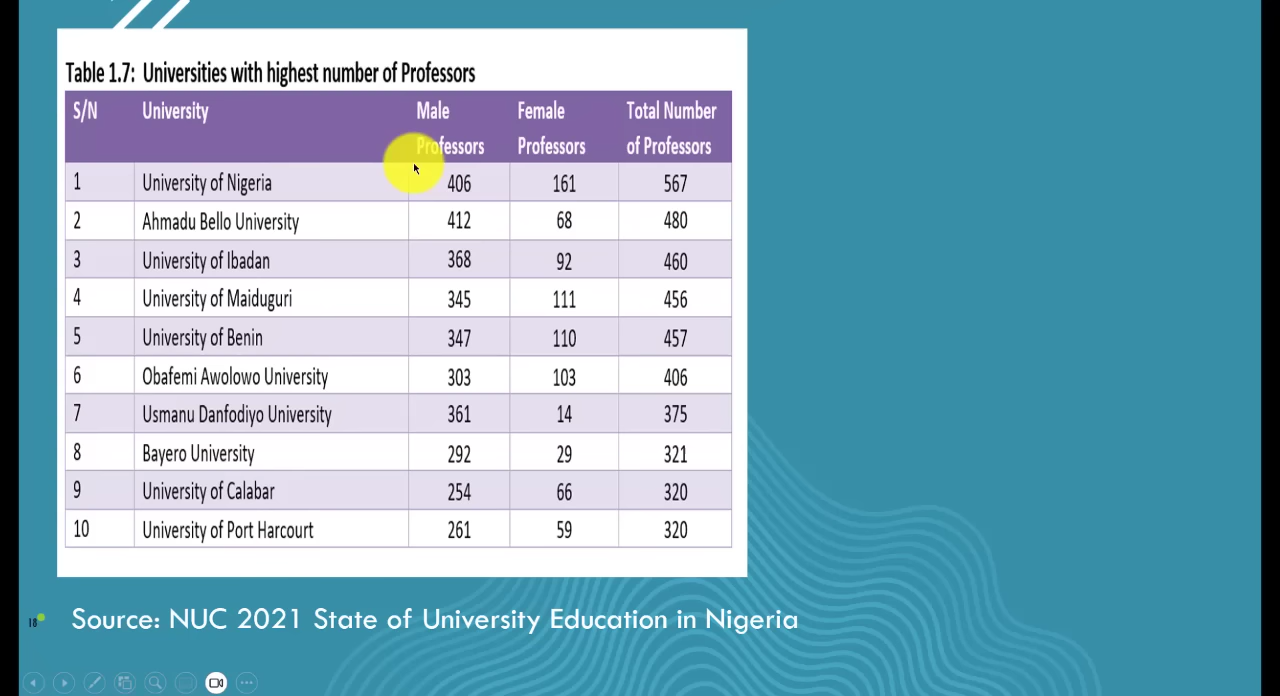 Table 1.7: Universities with highest number of Professors
S/N University Male Professors Female Professors Total Number of Professors
1 University of Nigeria 406 161 567
2 Ahmadu Bello University 412 68 480
3 University of Ibadan 368 92 460
4 University of Maiduguri 345 111 456
5 University of Benin 347 110 457
6 Obafemi Awolowo University 303 103 406
7 Usmanu Danfodiyo University 361 14 375
8 Bayero University 292 29 321
9 University of Calabar 254 66 320
10 University of Port Harcourt 261 59 320
18 Source: NUC 2021 State of University Education in Nigeria